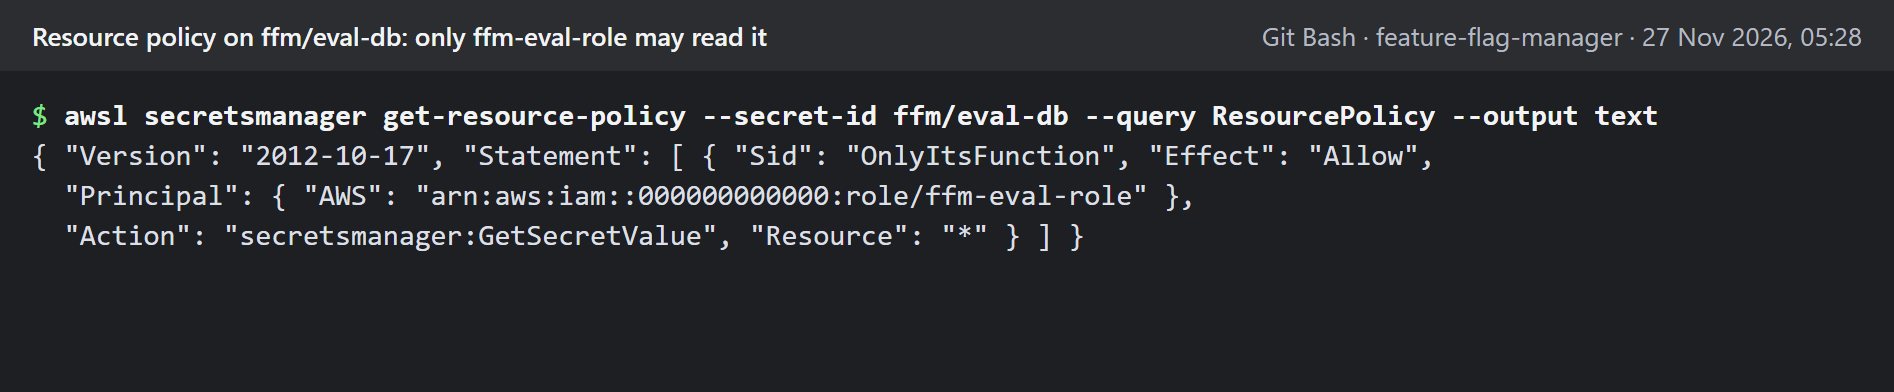 Resource policy on ffm/eval-db: only ffm-eval-role may read it
Git Bash · feature-flag-manager · 27 Nov 2026, 05:28
$ awsl secretsmanager get-resource-policy --secret-id ffm/eval-db --query ResourcePolicy --output text
{ "Version": "2012-10-17", "Statement": [ { "Sid": "OnlyItsFunction", "Effect": "Allow",
  "Principal": { "AWS": "arn:aws:iam::000000000000:role/ffm-eval-role" },
  "Action": "secretsmanager:GetSecretValue", "Resource": "*" } ] }